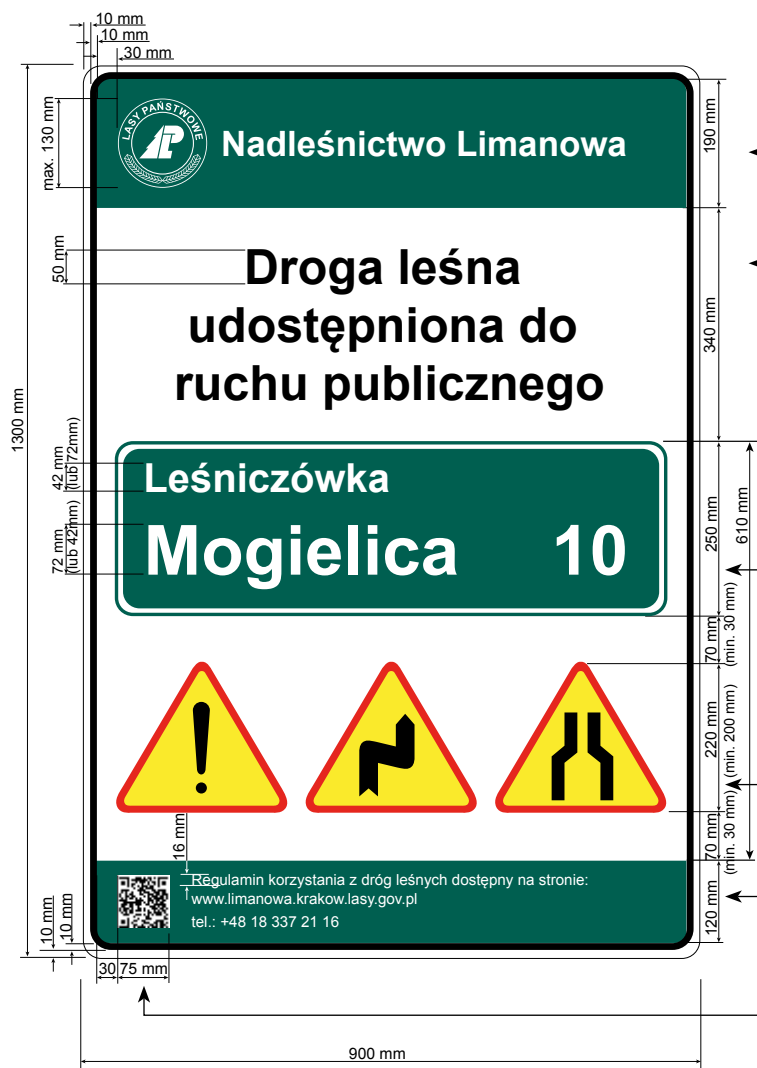 10 mm
10 mm
30 mm
1300 mm
max. 130 mm
LASY PAŃSTWOWE
LP
Nadleśnictwo Limanowa
190 mm
50 mm
Droga leśna
udostępniona do
ruchu publicznego
340 mm
42 mm
(lub 72mm)
72 mm
(lub 42mm)
Leśniczówka
Mogielica 10
250 mm
610 mm
70 mm
(min. 30 mm)
220 mm
(min. 200 mm)
70 mm
(min. 30 mm)
16 mm
Regulamin korzystania z dróg leśnych dostępny na stronie:
www.limanowa.krakow.lasy.gov.pl
tel.: +48 18 337 21 16
120 mm
10 mm
10 mm
30 75 mm
900 mm